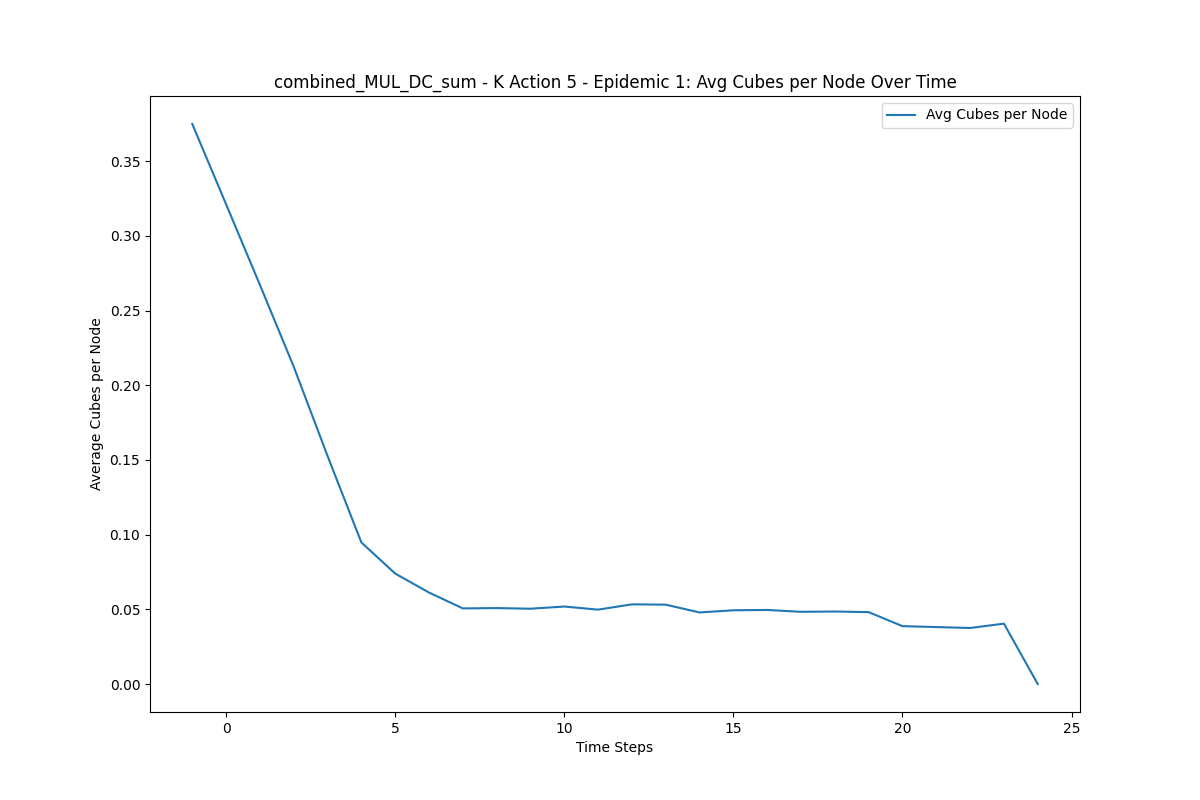 combined_MUL_DC_sum - K Action 5 - Epidemic 1: Avg Cubes per Node Over Time
Avg Cubes per Node
Average Cubes per Node
0.35
0.30
0.25
0.20
0.15
0.10
0.05
0.00
0 5 10 15 20 25
Time Steps